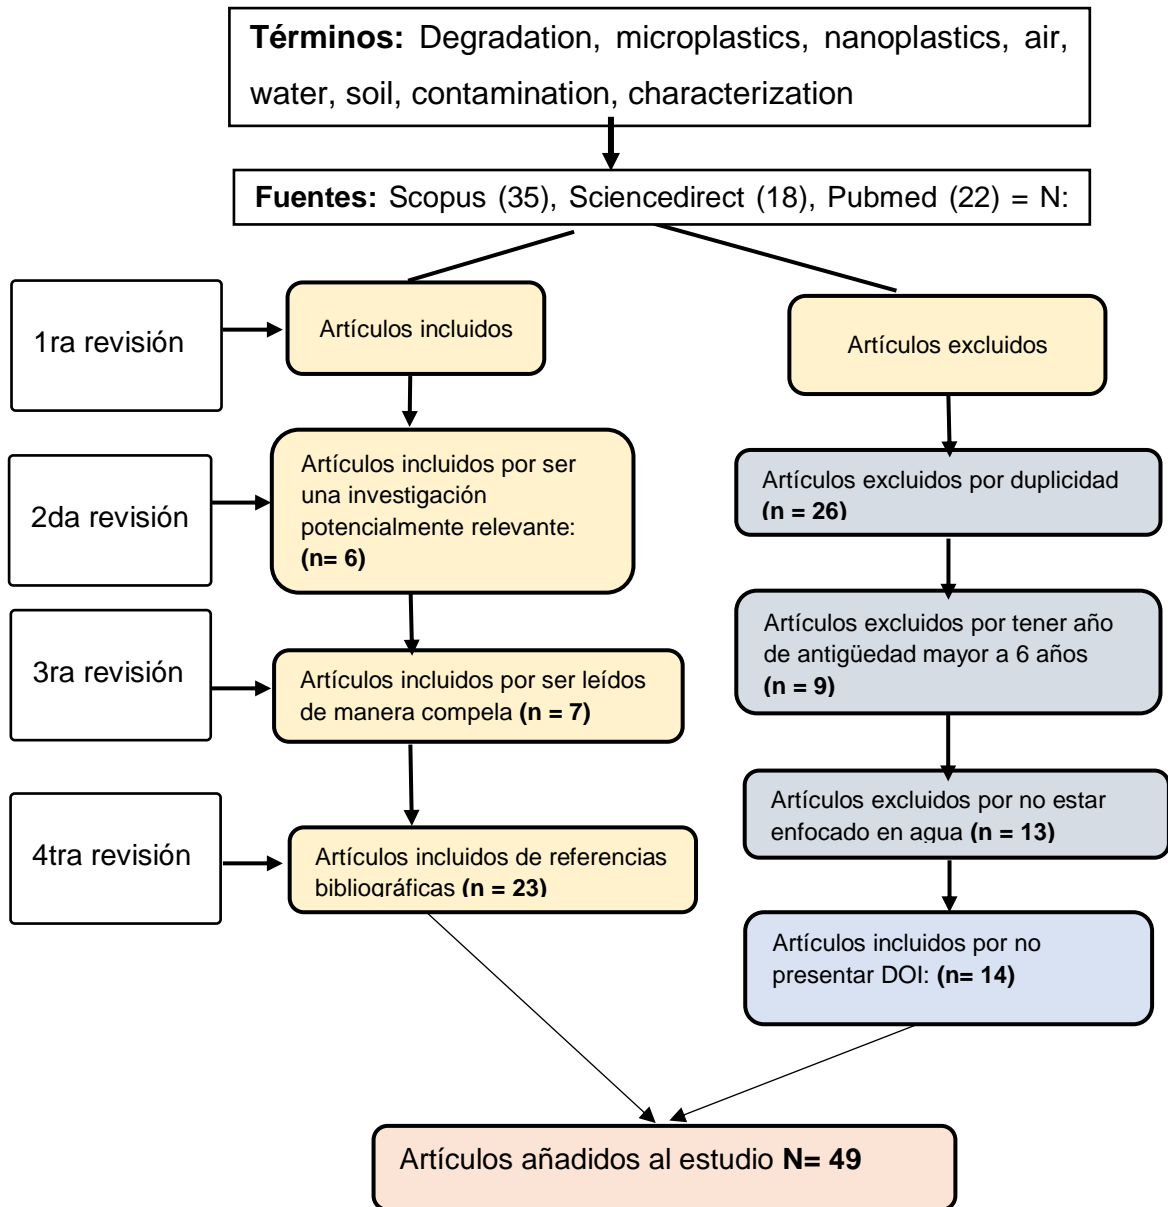 Términos: Degradation, microplastics, nanoplastics, air,
water, soil, contamination, characterization
Fuentes: Scopus (35), Sciencedirect (18), Pubmed (22) = N:
1ra revisión
Artículos incluidos
Artículos excluidos
2da revisión
Artículos incluidos por ser
una investigación
potencialmente relevante:
(n= 6)
Artículos excluidos por duplicidad
(n = 26)
3ra revisión
Artículos incluidos por ser leídos
de manera compela (n = 7)
Artículos excluidos por tener año
de antigüedad mayor a 6 años
(n = 9)
4tra revisión
Artículos incluidos de referencias
bibliográficas (n = 23)
Artículos excluidos por no estar
enfocado en agua (n = 13)
Artículos incluidos por no
presentar DOI: (n= 14)
Artículos añadidos al estudio N= 49